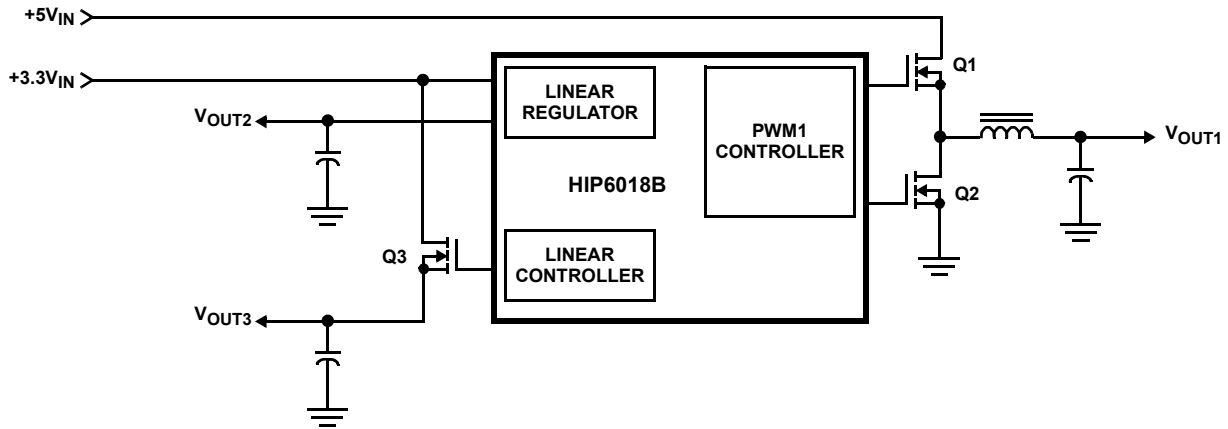 +5VIN
+3.3VIN
VOUT2
Q3
VOUT3
LINEAR
REGULATOR
HIP6018B
LINEAR
CONTROLLER
PWM1
CONTROLLER
Q1
Q2
VOUT1